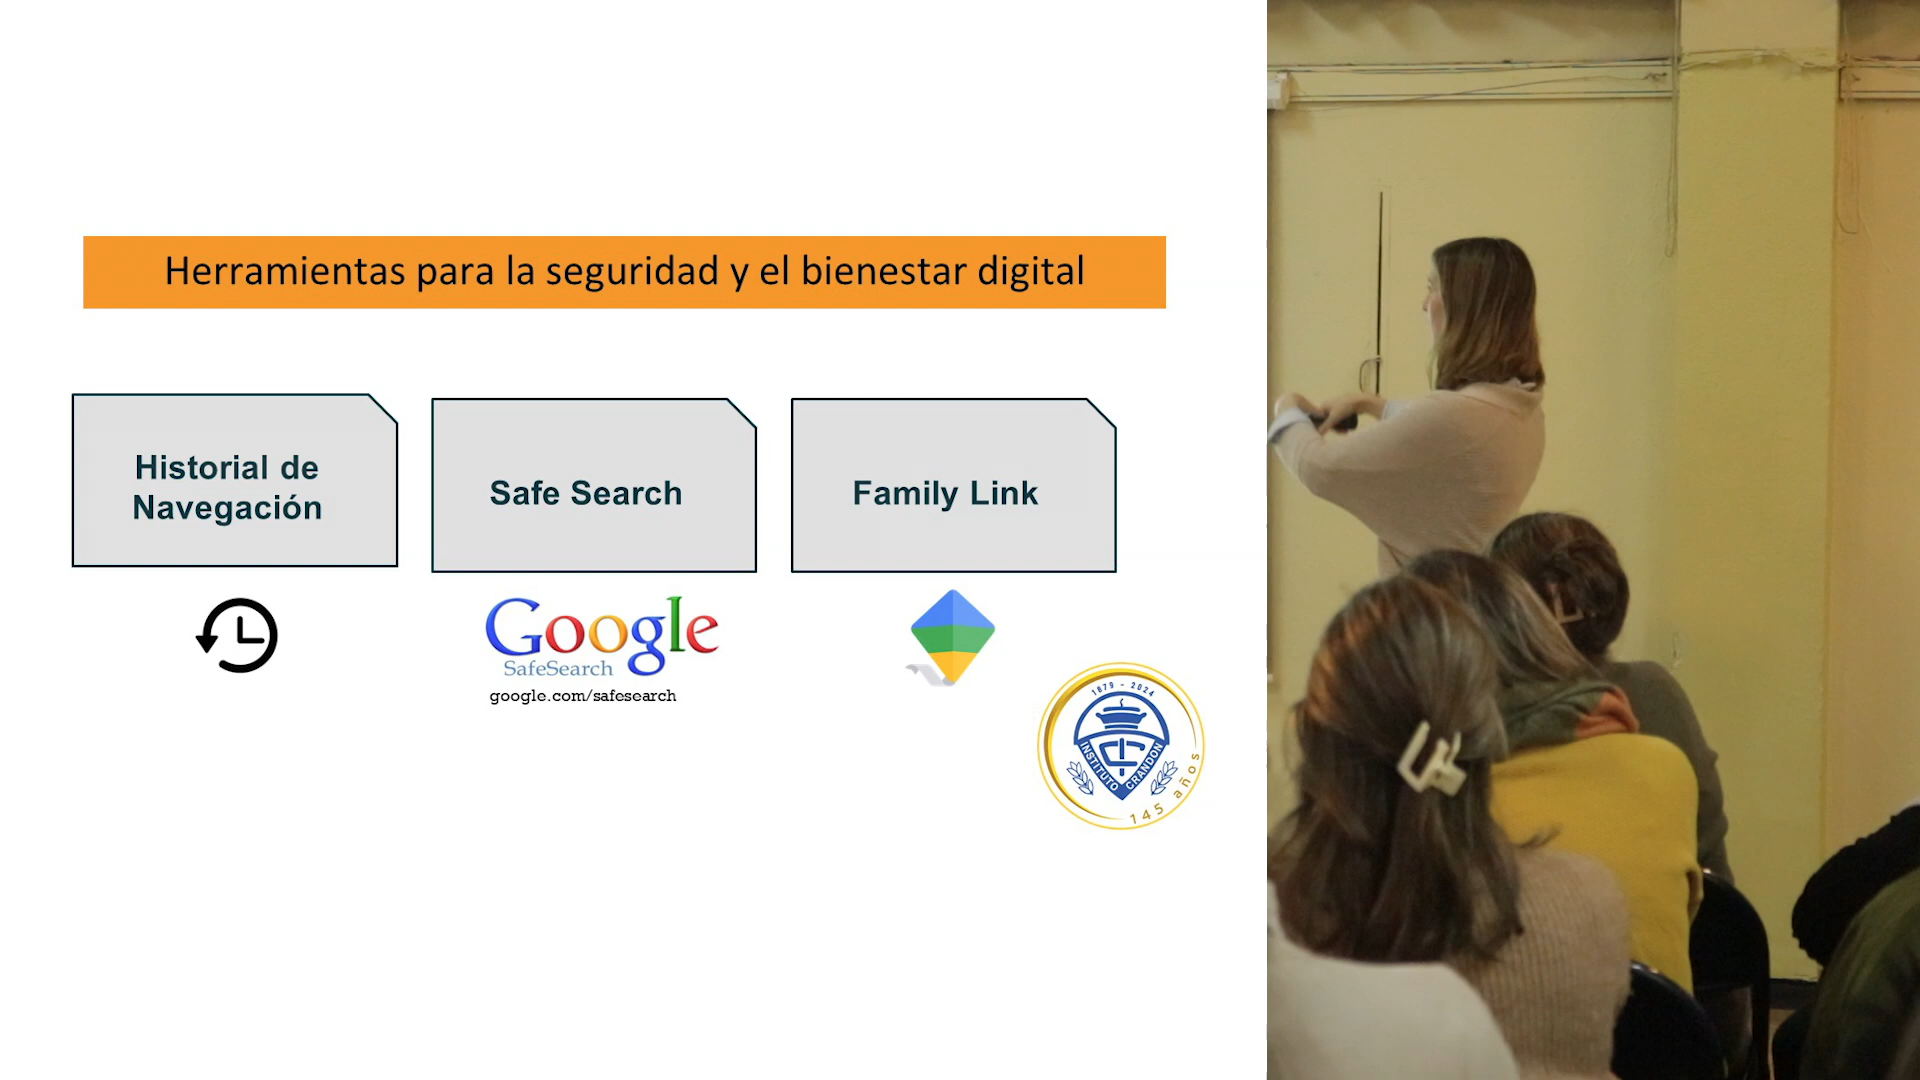 Herramientas para la seguridad y el bienestar digital
Historial de
Navegación
Safe Search
Family Link
Google
SafeSearch
google.com/safesearch
1879 - 2024
INSTITUTO CRANDON
145 años